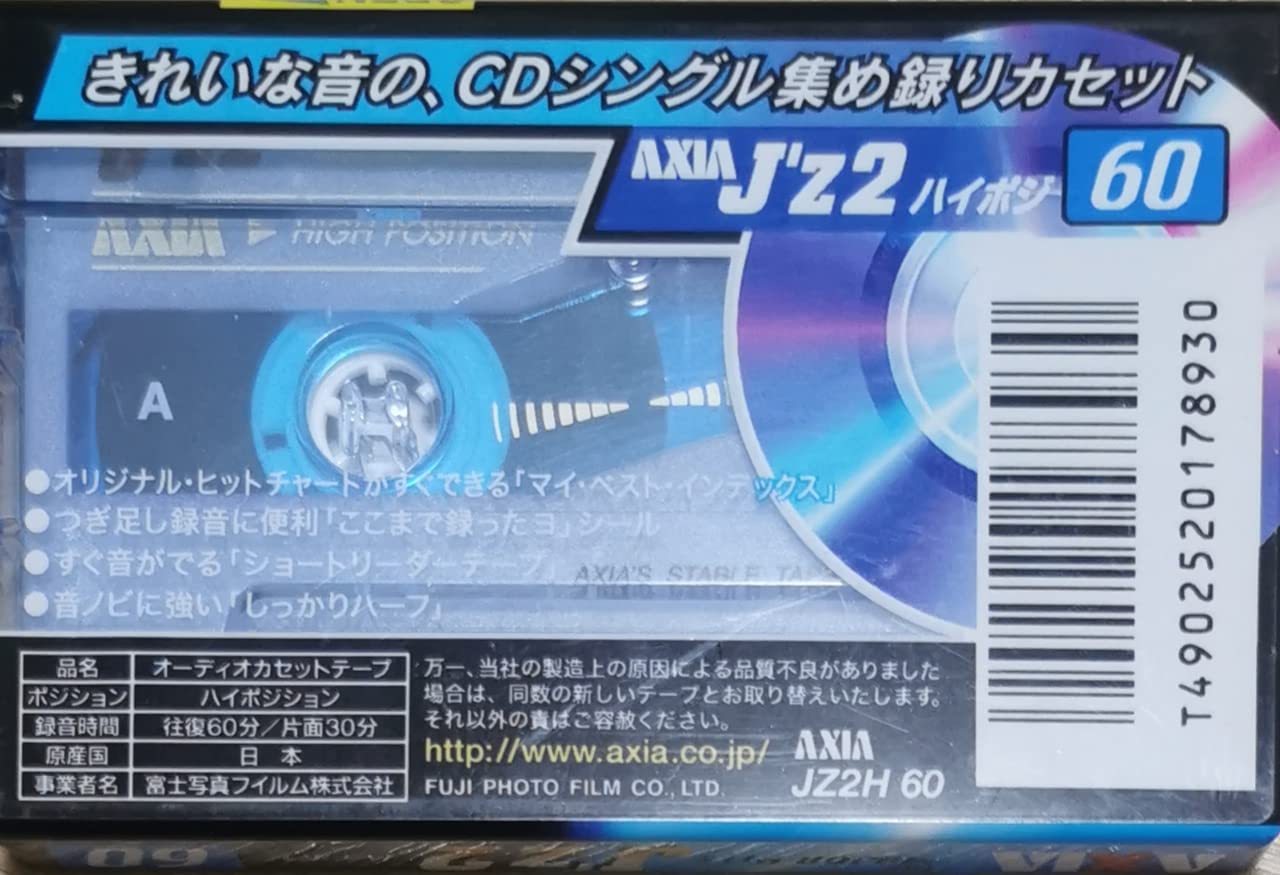 きれいな音の、CDシングル集め録りカセット
AXIA J'z2 ハイポジ 60
AXIA HIGH POSITION
A
●オリジナル・ヒットチャートがすぐできる「マイ・ベスト・インデックス」
●つぎ足し録音に便利「ここまで録ったヨ」シール
●すぐ音がでる「ショートリーダーテープ」
AXIA'S STABLE
●音ノビに強い「しっかりハーフ」
T4902520178930
品名 オーディオカセットテープ
ポジション ハイポジション
録音時間 往復60分/片面30分
原産国 日本
事業者名 富士写真フイルム株式会社
万一、当社の製造上の原因による品質不良がありました
場合は、同数の新しいテープとお取り替えいたします。
それ以外の責はご容赦ください。
http://www.axia.co.jp/
FUJI PHOTO FILM CO., LTD.
AXIA
JZ2H 60